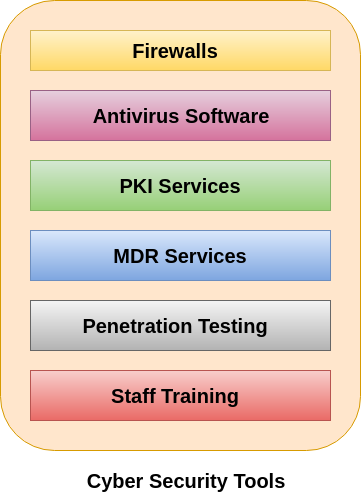 Firewalls
Antivirus Software
PKI Services
MDR Services
Penetration Testing
Staff Training
Cyber Security Tools